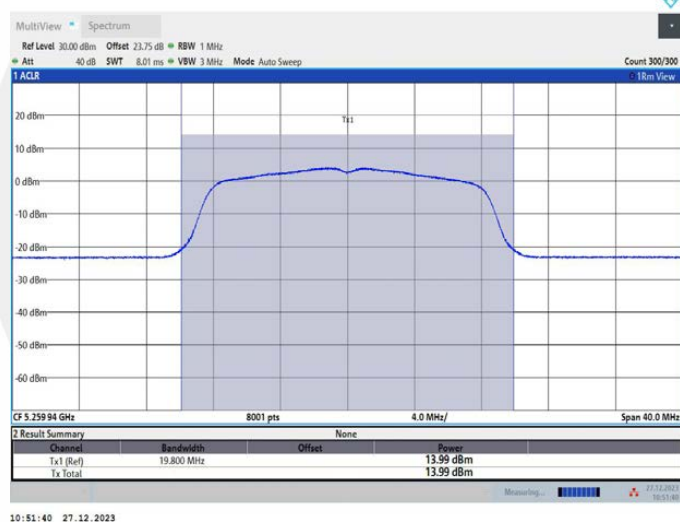 MultiView Spectrum
Ref Level 30.00 dBm Offset 23.75 dB RBW 1 MHz
Att 40 dB SWT 8.01 ms VBW 3 MHz Mode Auto Sweep Count 300/300
1 ACLR 1Rm View
20 dBm
Tx1
10 dBm
0 dBm
-10 dBm
-20 dBm
-30 dBm
-40 dBm
-50 dBm
-60 dBm
CF 5.259 94 GHz 8001 pts 4.0 MHz/ Span 40.0 MHz
2 Result Summary None
Channel Bandwidth Offset Power
Tx1 (Ref) 19.800 MHz 13.99 dBm
Tx Total 13.99 dBm
Measuring... 27.12.2023
10:51:40
10:51:40 27.12.2023